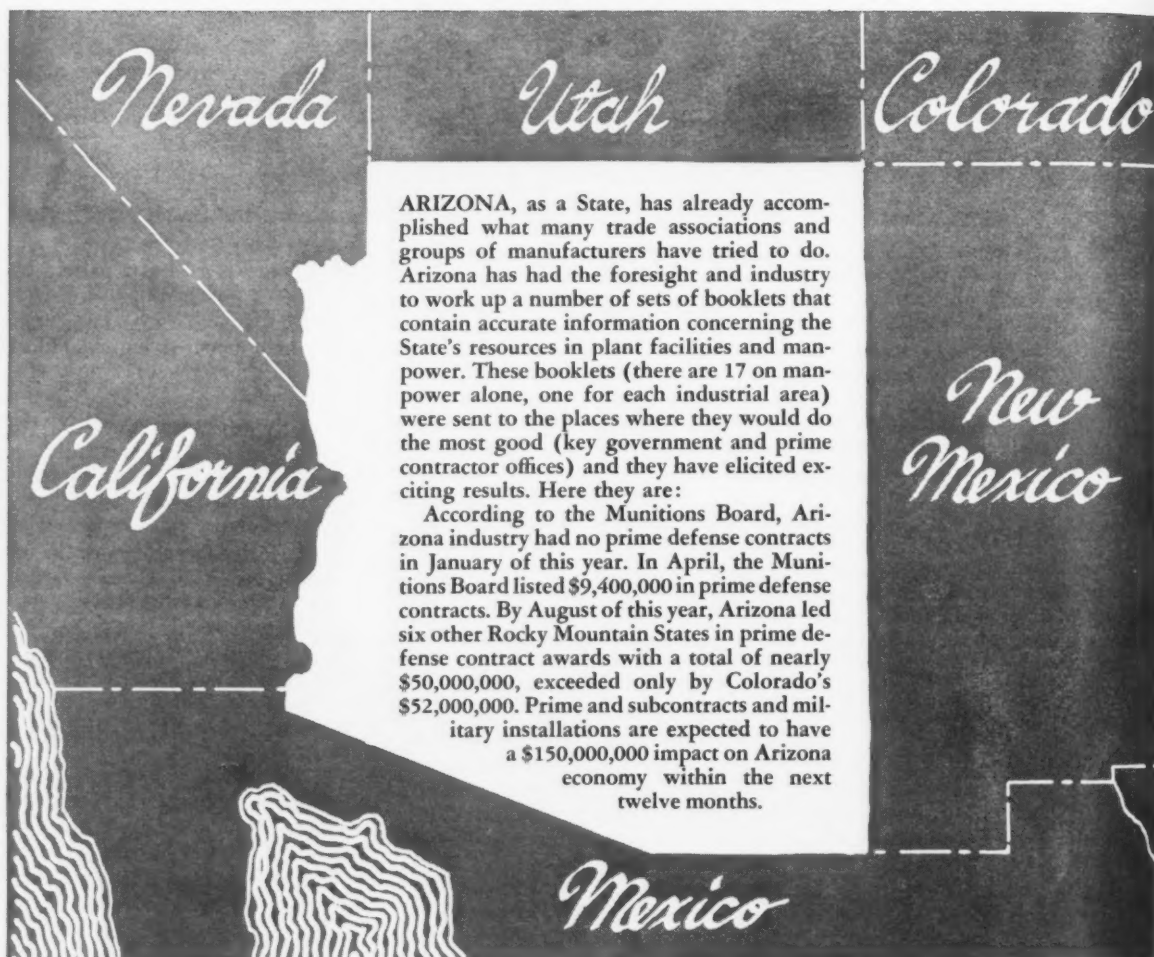 Nevada
Utah
Colorado
ARIZONA, as a State, has already accom-
plished what many trade associations and
groups of manufacturers have tried to do.
Arizona has had the foresight and industry
to work up a number of sets of booklets that
contain accurate information concerning the
State's resources in plant facilities and man-
power. These booklets (there are 17 on man-
power alone, one for each industrial area)
were sent to the places where they would do
the most good (key government and prime
contractor offices) and they have elicited ex-
citing results. Here they are:
According to the Munitions Board, Ari-
zona industry had no prime defense contracts
in January of this year. In April, the Muni-
tions Board listed $9,400,000 in prime defense
contracts. By August of this year, Arizona led
six other Rocky Mountain States in prime de-
fense contract awards with a total of nearly
$50,000,000, exceeded only by Colorado's
$52,000,000. Prime and subcontracts and mil-
itary installations are expected to have
a $150,000,000 impact on Arizona
economy within the next
twelve months.
California
New
Mexico
Mexico